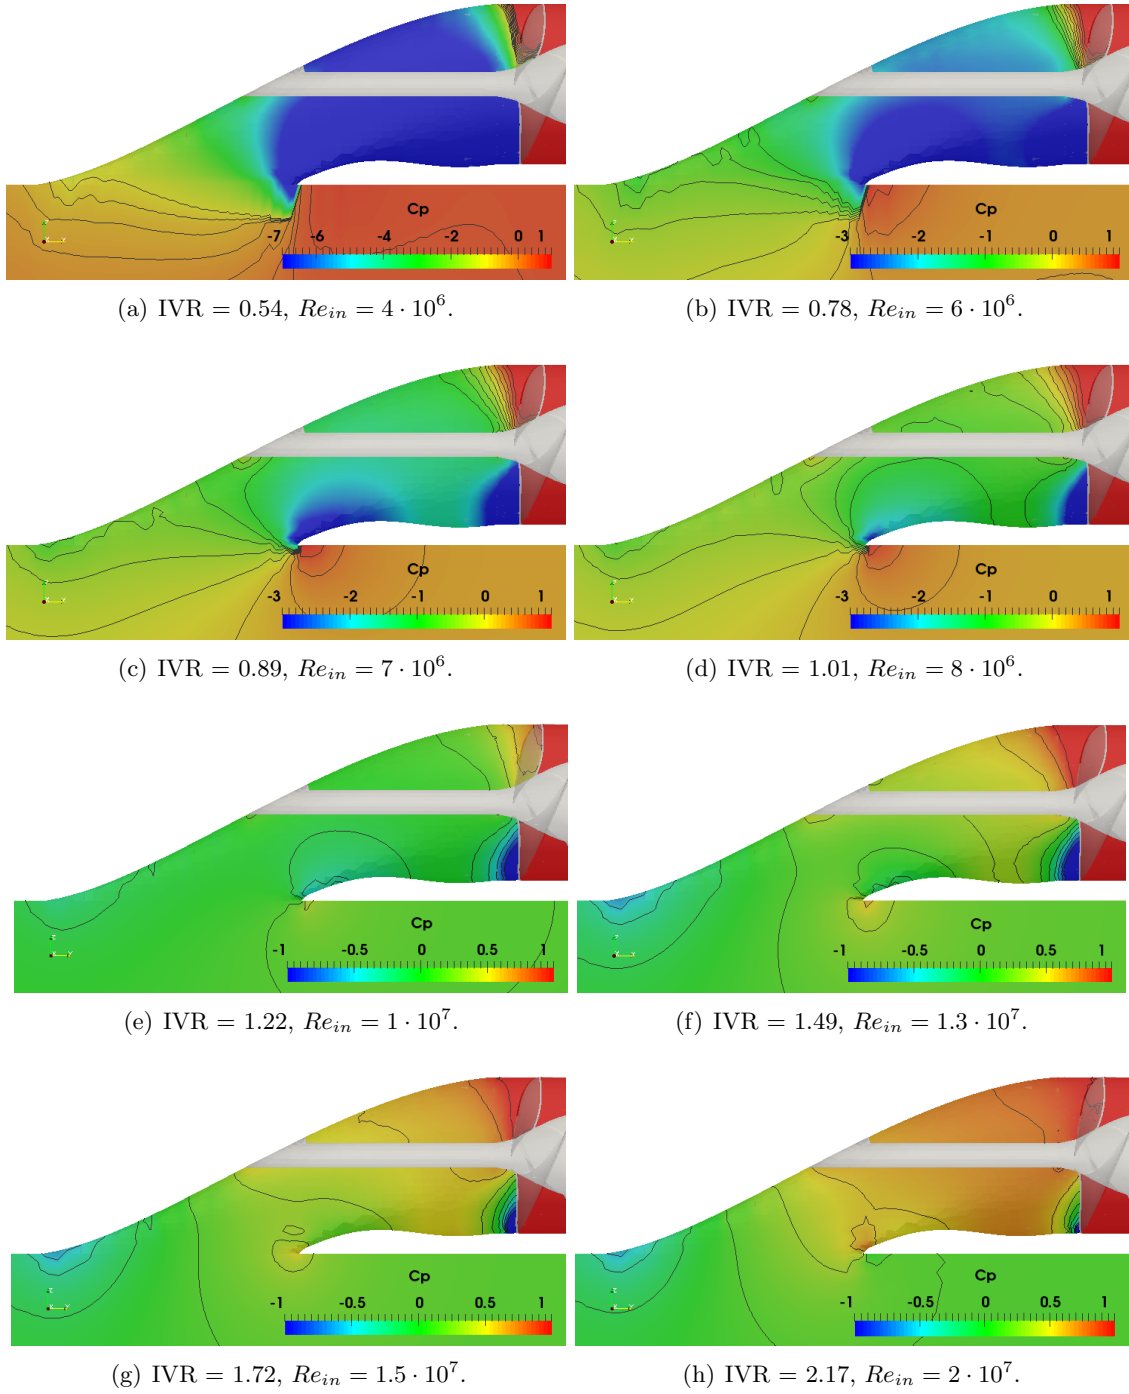 Cp
-7 -6 -4 -2 0 1
Cp
-3 -2 -1 0 1
(a) IVR = 0.54, Re_in = 4 · 10^6.
(b) IVR = 0.78, Re_in = 6 · 10^6.
Cp
-3 -2 -1 0 1
Cp
-3 -2 -1 0 1
(c) IVR = 0.89, Re_in = 7 · 10^6.
(d) IVR = 1.01, Re_in = 8 · 10^6.
Cp
-1 -0.5 0 0.5 1
Cp
-1 -0.5 0 0.5 1
(e) IVR = 1.22, Re_in = 1 · 10^7.
(f) IVR = 1.49, Re_in = 1.3 · 10^7.
Cp
-1 -0.5 0 0.5 1
Cp
-1 -0.5 0 0.5 1
(g) IVR = 1.72, Re_in = 1.5 · 10^7.
(h) IVR = 2.17, Re_in = 2 · 10^7.